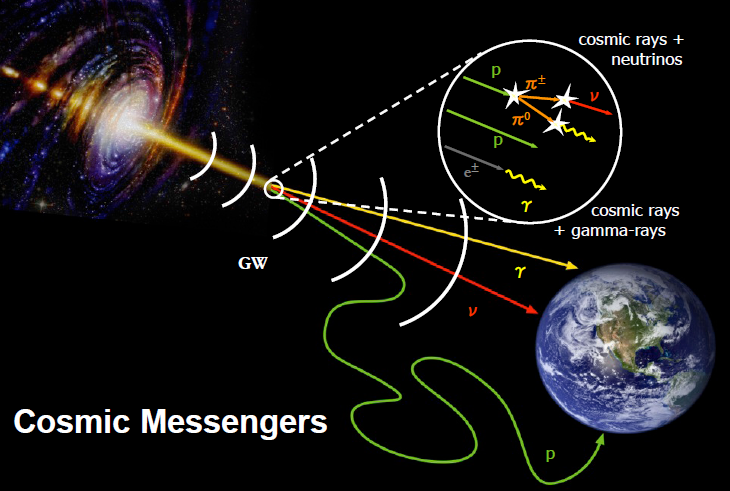 cosmic rays +
neutrinos
p
π±
ν
π⁰
p
e±
γ
cosmic rays
+ gamma-rays
GW
γ
ν
Cosmic Messengers
p